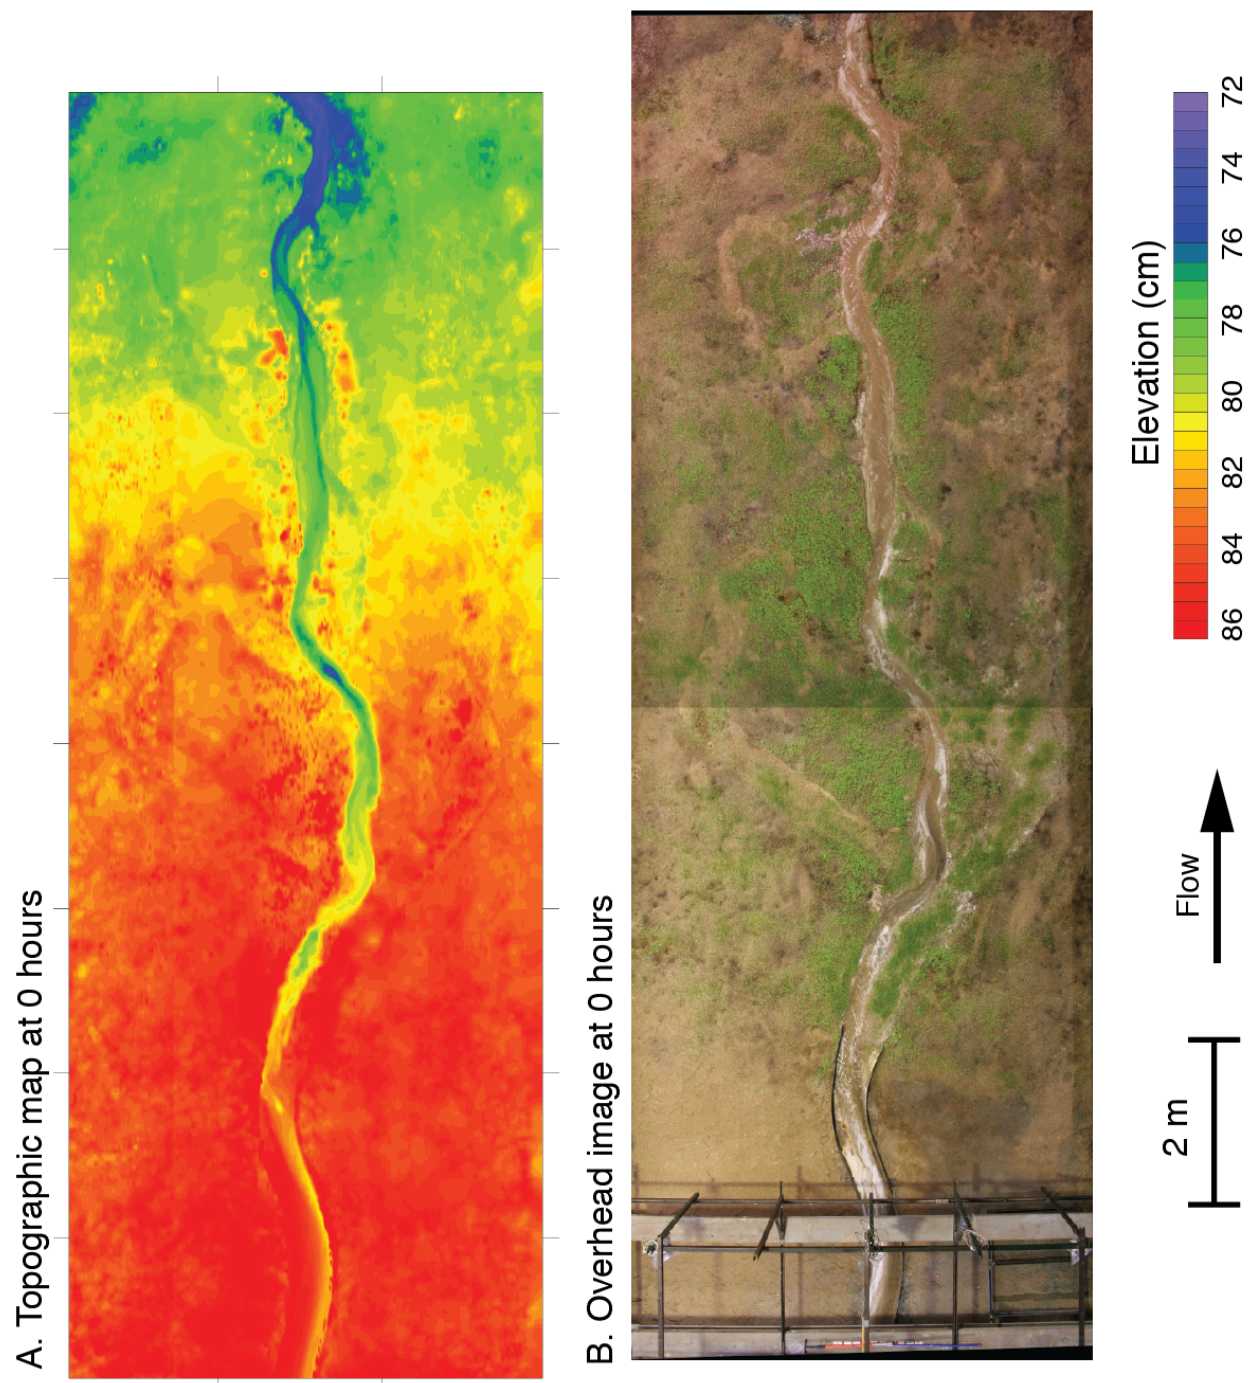 A. Topographic map at 0 hours
B. Overhead image at 0 hours
Elevation (cm)
86 84 82 80 78 76 74 72
Flow
2 m